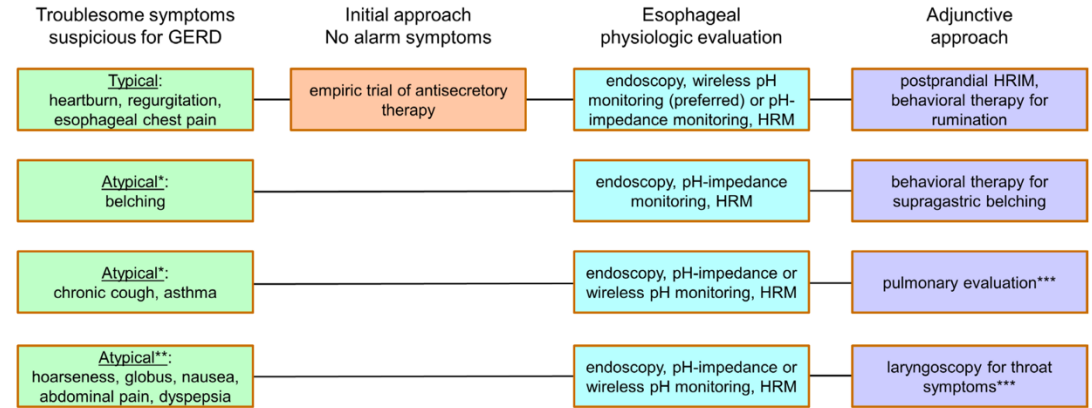 Troublesome symptoms
suspicious for GERD
Initial approach
No alarm symptoms
Esophageal
physiologic evaluation
Adjunctive
approach
Typical:
heartburn, regurgitation,
esophageal chest pain
empiric trial of antisecretory
therapy
endoscopy, wireless pH
monitoring (preferred) or pH-
impedance monitoring, HRM
postprandial HRIM,
behavioral therapy for
rumination
Atypical*:
belching
endoscopy, pH-impedance
monitoring, HRM
behavioral therapy for
supragastric belching
Atypical*:
chronic cough, asthma
endoscopy, pH-impedance or
wireless pH monitoring, HRM
pulmonary evaluation***
Atypical**:
hoarseness, globus, nausea,
abdominal pain, dyspepsia
endoscopy, pH-impedance or
wireless pH monitoring, HRM
laryngoscopy for throat
symptoms***